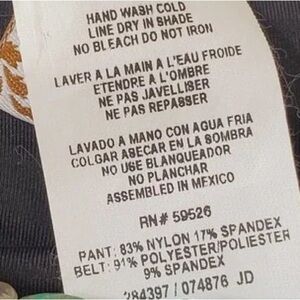 HAND WASH COLD
LINE DRY IN SHADE
NO BLEACH DO NOT IRON
LAVER A LA MAIN A L'EAU FROIDE
ETENDRE A L'OMBRE
NE PAS JAVELLISER
NE PAS REPASSER
LAVADO A MANO CON AGUA FRIA
COLGAR ASECAR EN LA SOMBRA
NO USE BLANQUEADOR
NO PLANCHAR
ASSEMBLED IN MEXICO
RN# 59526
PANT: 83% NYLON 17% SPANDEX
BELT: 91% POLYESTER/POLIESTER
9% SPANDEX
284397 / 074876 JD